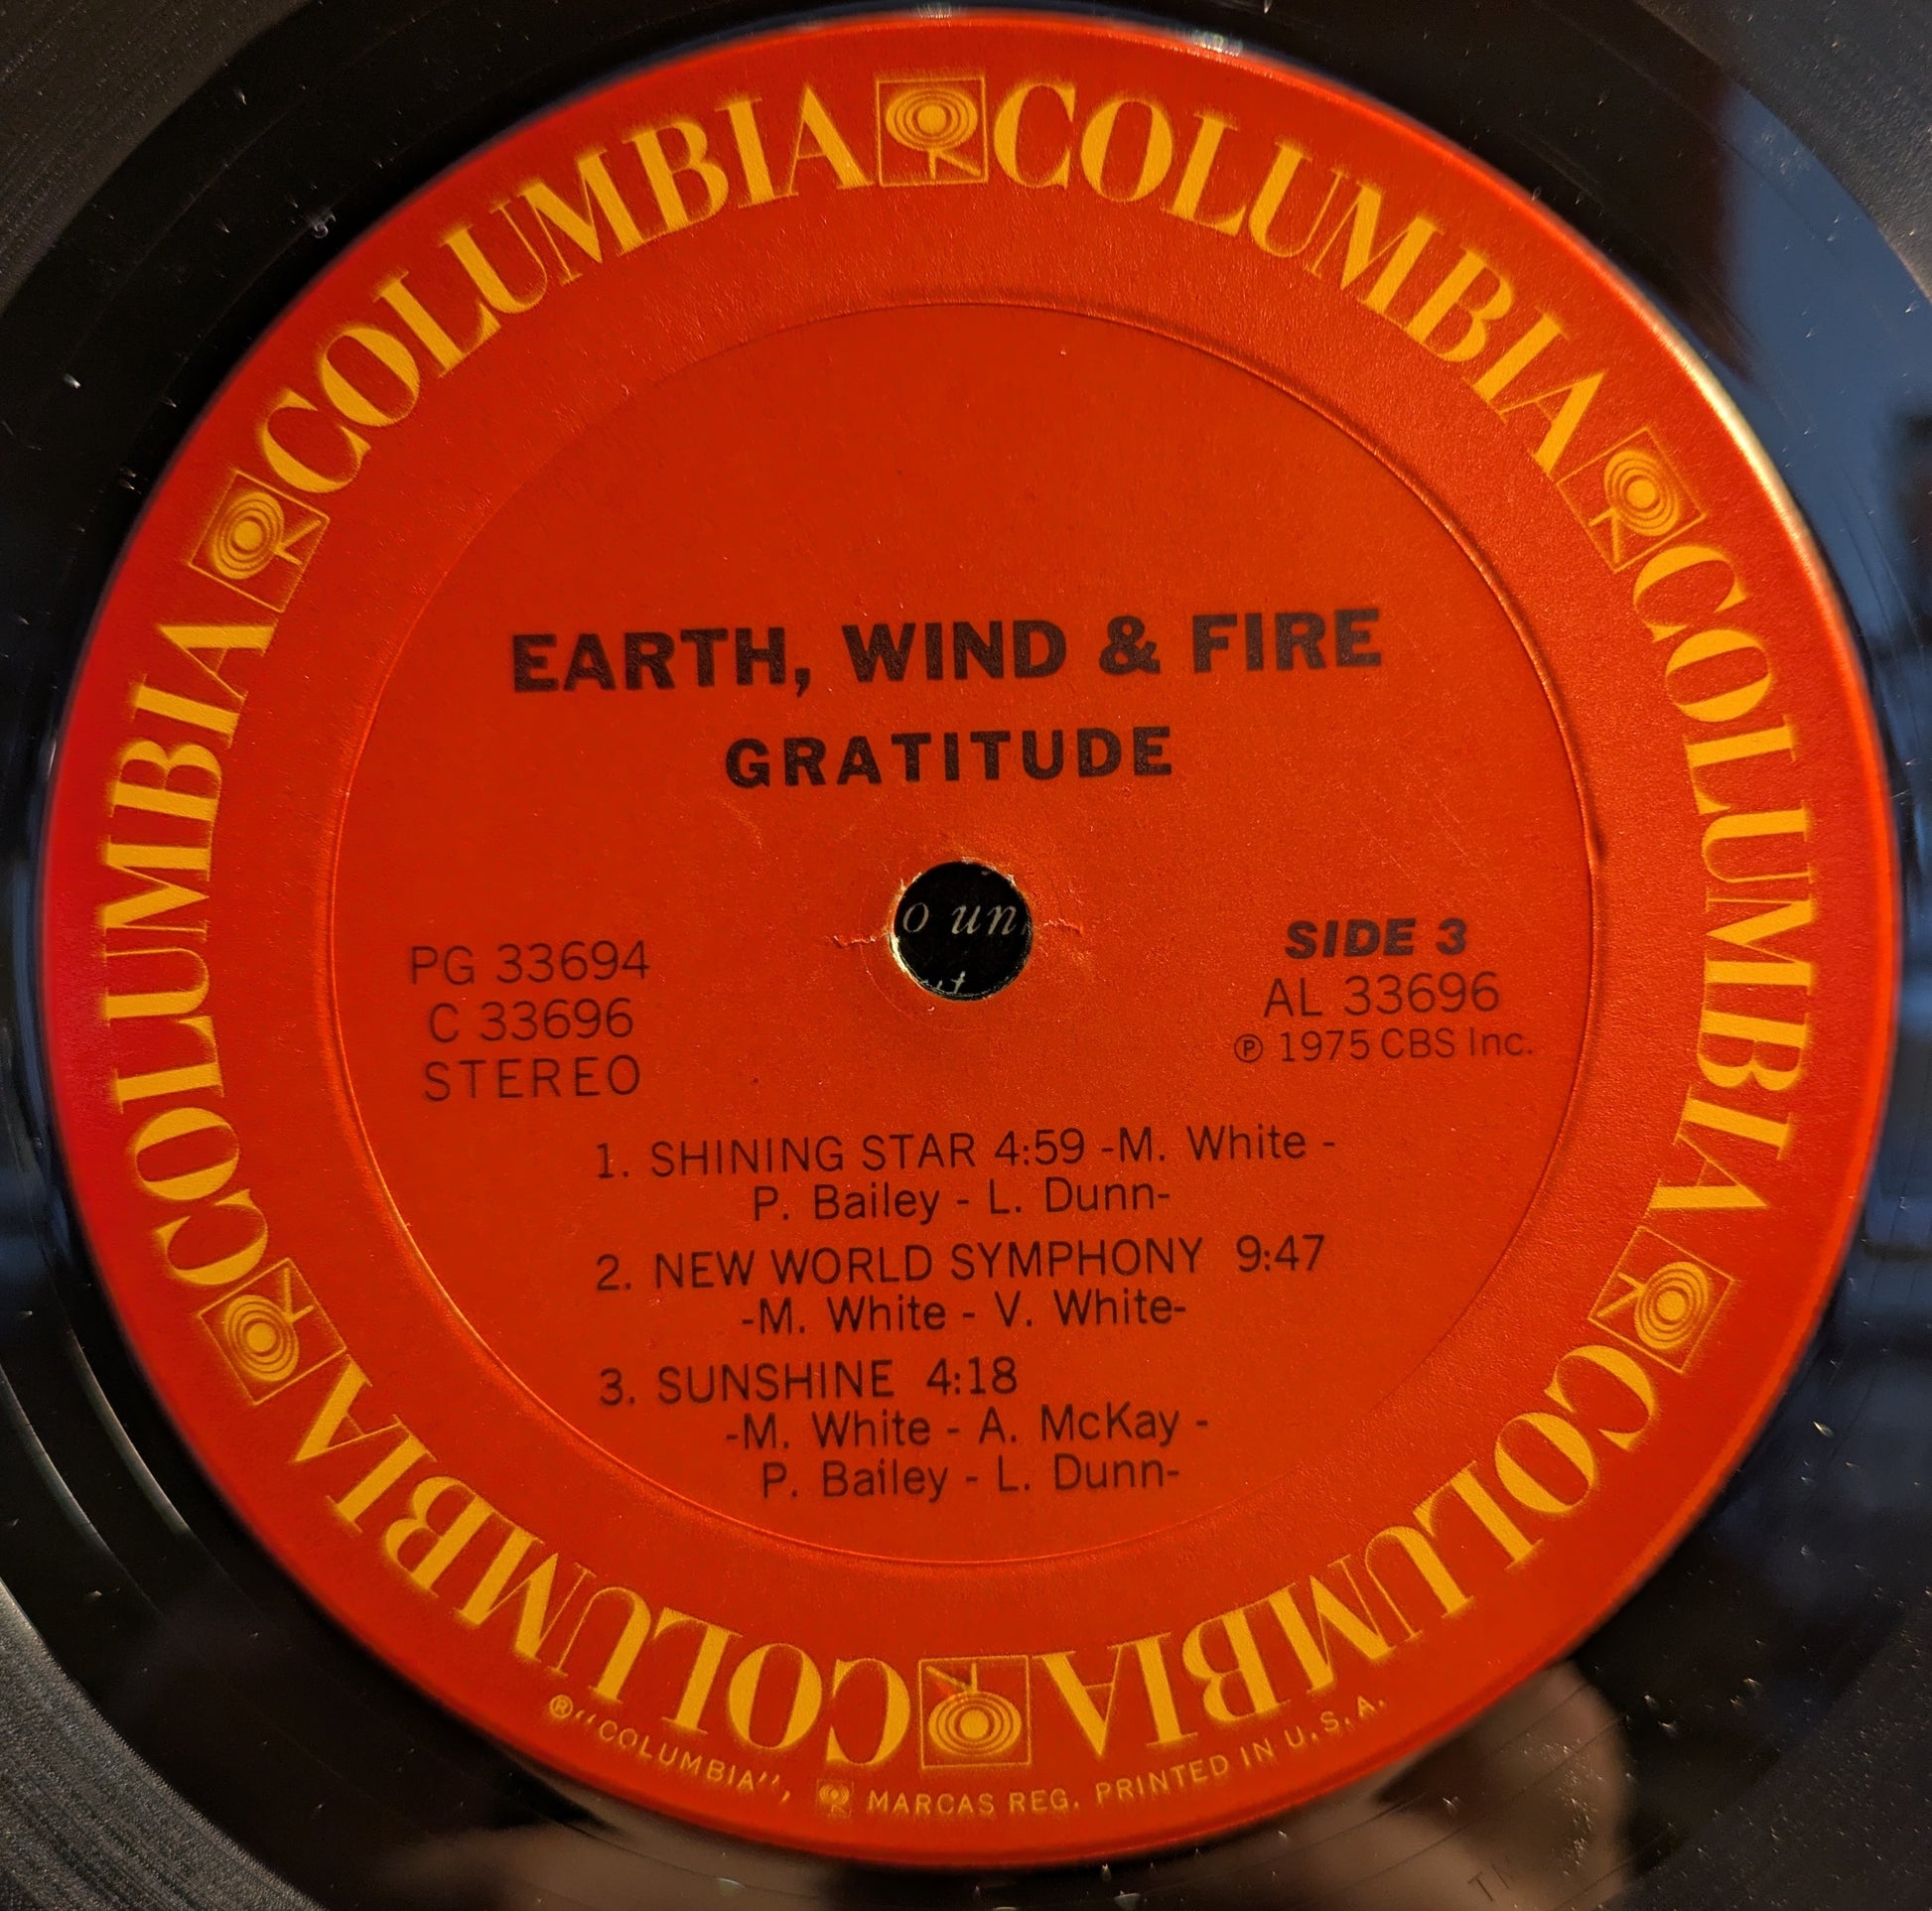 COLUMBIA COLUMBIA COLUMBIA COLUMBIA COLUMBIA COLUMBIA
EARTH, WIND & FIRE
GRATITUDE
o un
PG 33694
C 33696
STEREO
SIDE 3
AL 33696
Ⓟ 1975 CBS Inc.
1. SHINING STAR 4:59 -M. White -
P. Bailey - L. Dunn-
2. NEW WORLD SYMPHONY 9:47
-M. White - V. White-
3. SUNSHINE 4:18
-M. White - A. McKay -
P. Bailey - L. Dunn-
®"COLUMBIA", MARCAS REG. PRINTED IN U.S.A.